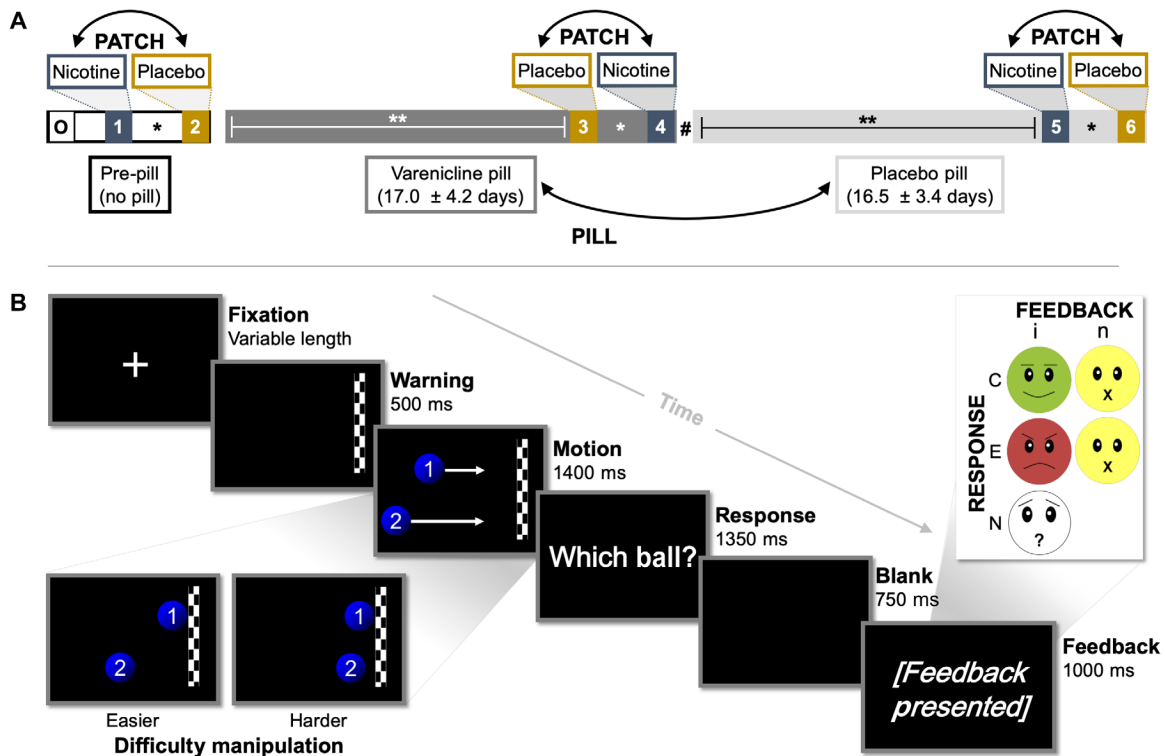 A
PATCH
Nicotine
Placebo
PATCH
Placebo
Nicotine
PATCH
Nicotine
Placebo
O
1
*
2
**
3
*
4
#
**
5
*
6
Pre-pill
(no pill)
Varenicline pill
(17.0 ± 4.2 days)
Placebo pill
(16.5 ± 3.4 days)
PILL
B
Fixation
Variable length
Warning
500 ms
Motion
1400 ms
1
2
Response
1350 ms
Which ball?
Blank
750 ms
Feedback
1000 ms
[Feedback
presented]
Time
FEEDBACK
i
n
RESPONSE
C
x
E
x
N
?
1
2
1
2
Easier
Harder
Difficulty manipulation